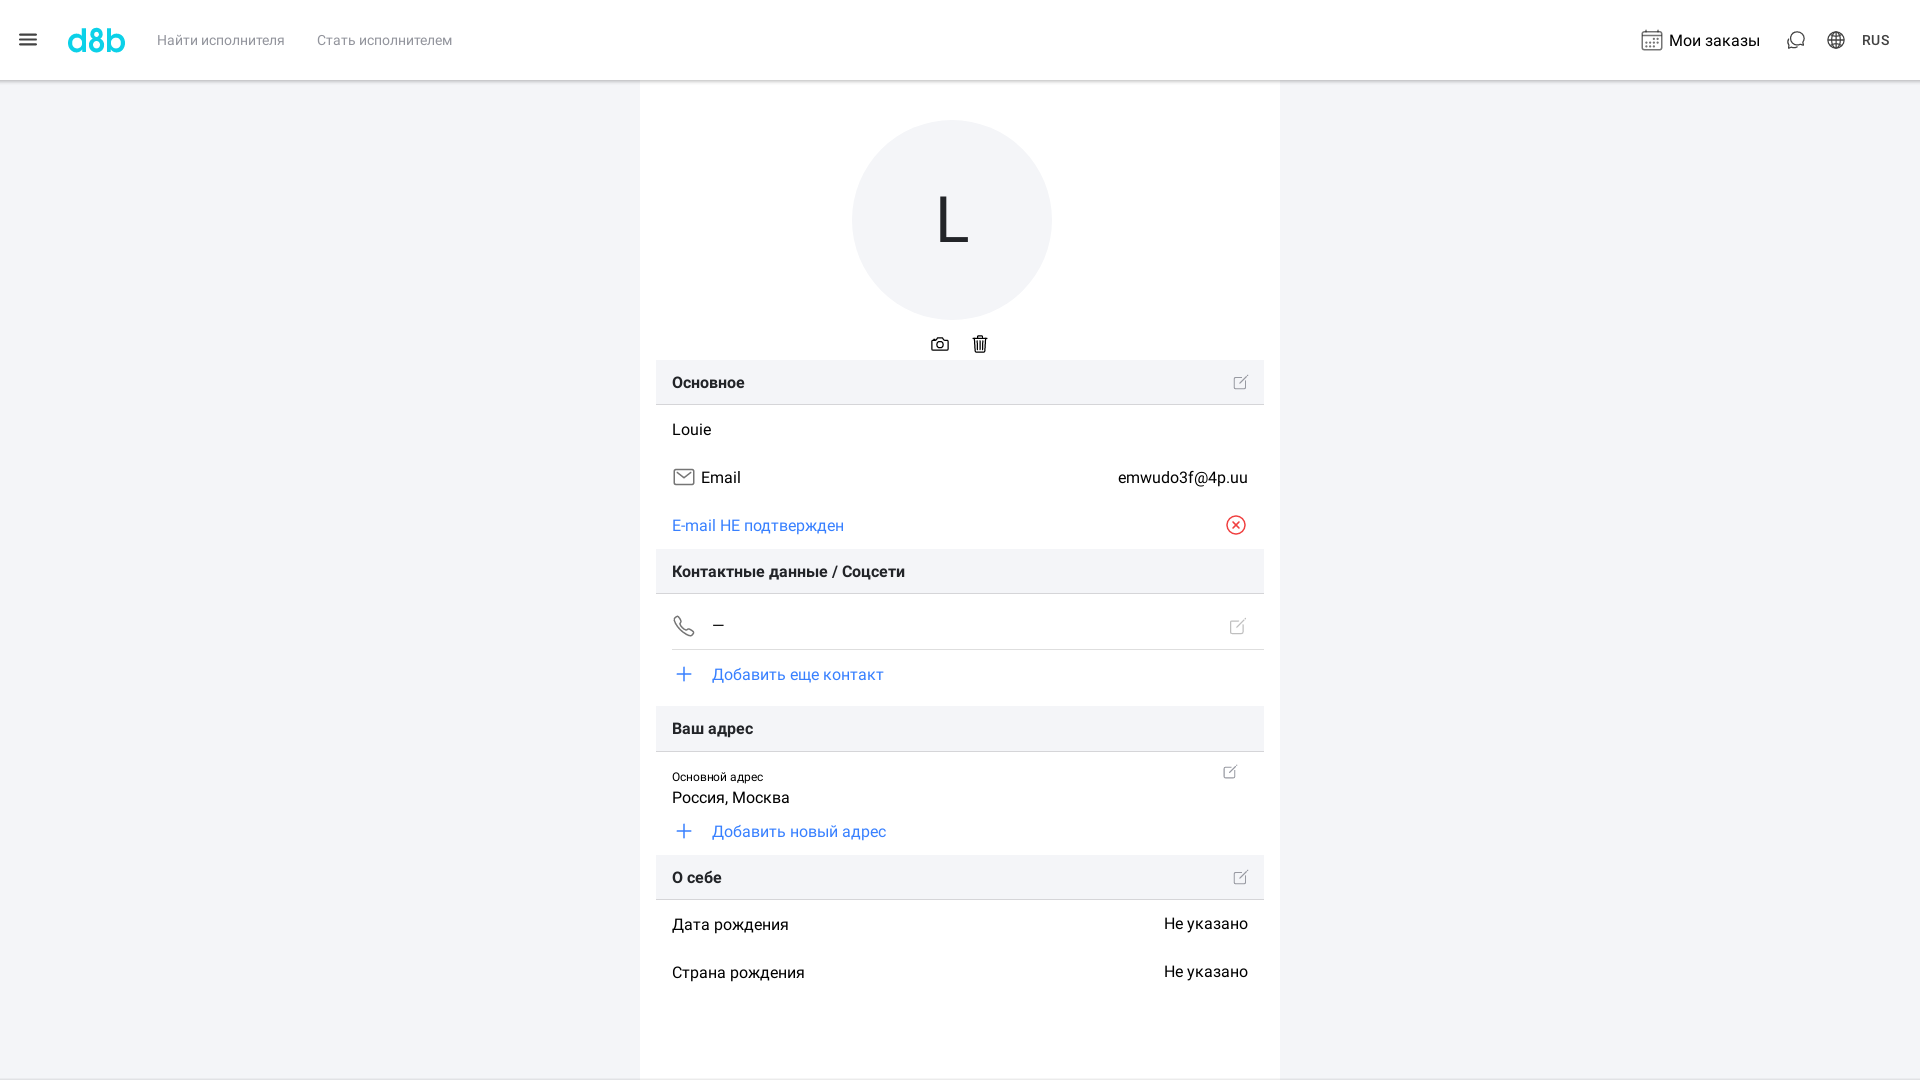 d8b Найти исполнителя Стать исполнителем Мои заказы RUS
L
Основное
Louie
Email emwudo3f@4p.uu
E-mail НЕ подтвержден
Контактные данные / Соцсети
—
Добавить еще контакт
Ваш адрес
Основной адрес
Россия, Москва
Добавить новый адрес
О себе
Дата рождения Не указано
Страна рождения Не указано